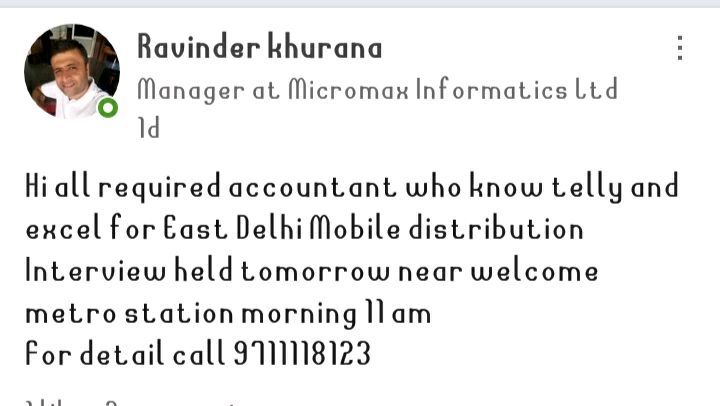 Ravinder khurana
Manager at Micromax Informatics Ltd
1d
Hi all required accountant who know telly and
excel for East Delhi Mobile distribution
Interview held tomorrow near welcome
metro station morning 11 am
For detail call 9711118123